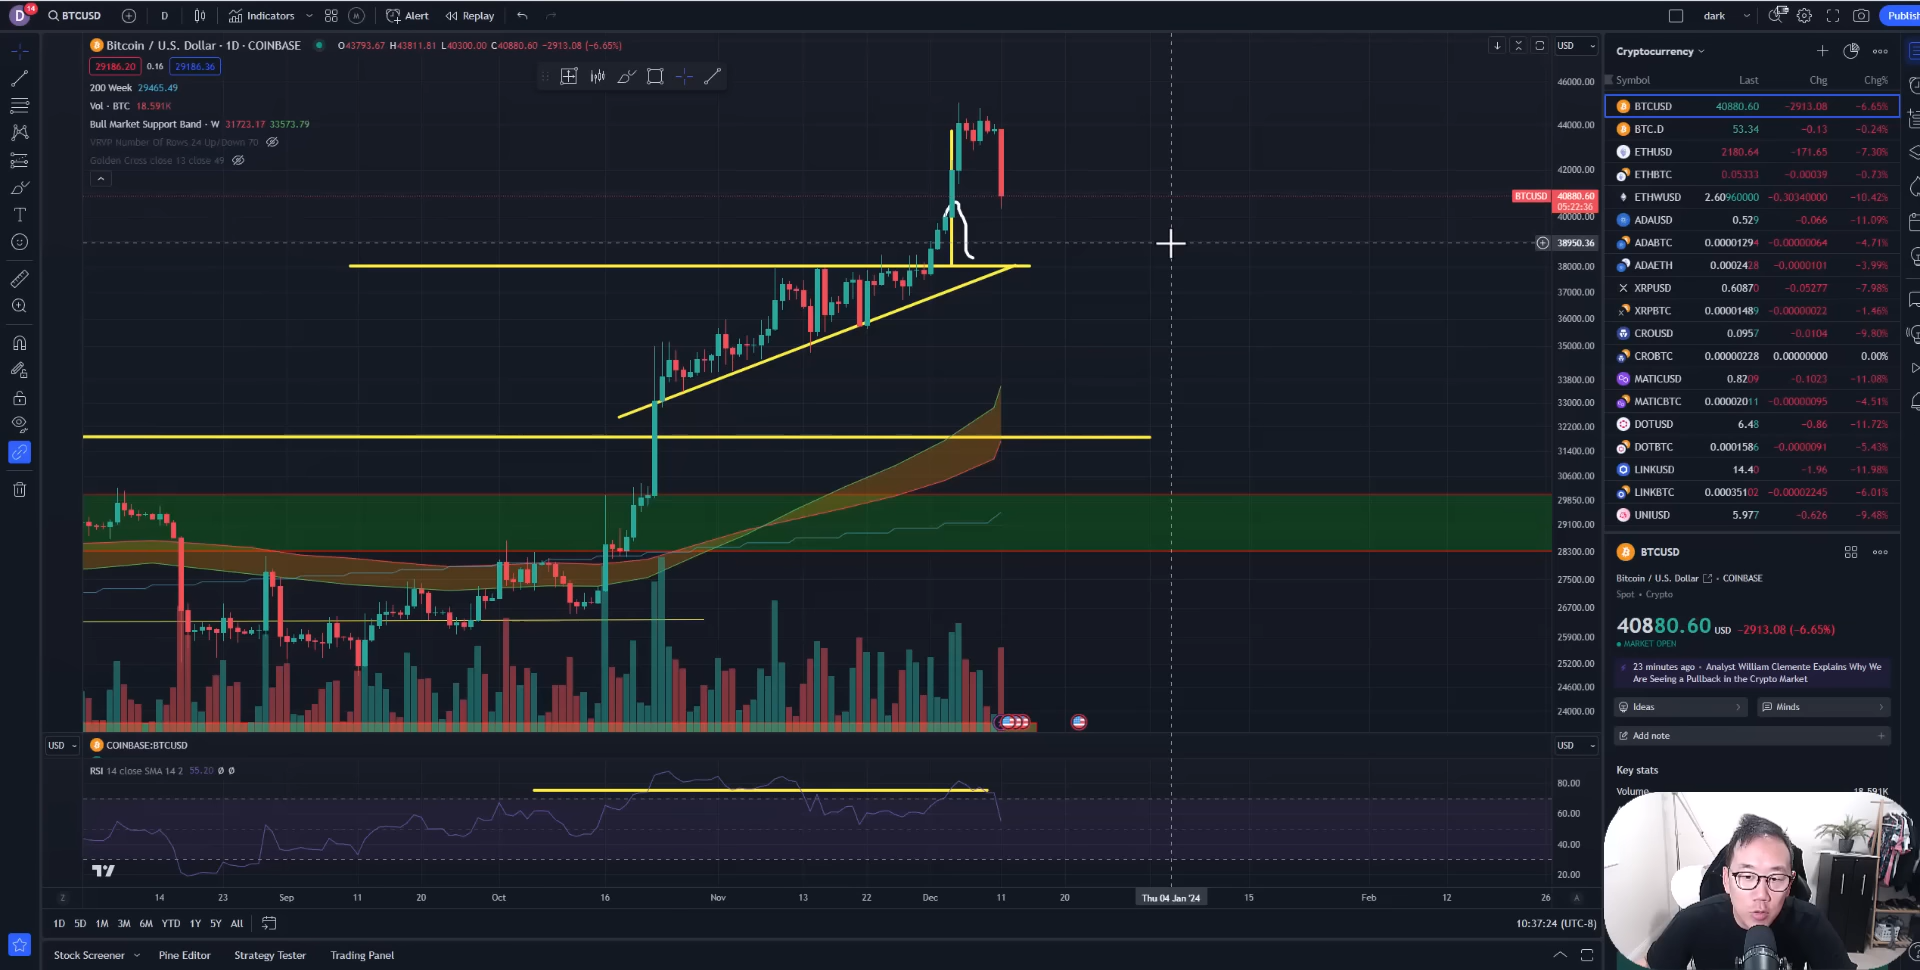 D 14 BTCUSD D Indicators M Alert Replay dark Publish
Bitcoin / U.S. Dollar · 1D · COINBASE O43793.67 H43811.81 L40300.00 C40880.60 −2913.08 (−6.65%)
29186.20 0.16 29186.36
200 Week 29465.49
Vol · BTC 18.591K
Bull Market Support Band · W 31723.17 33573.79
VRVP Number Of Rows 24 Up/Down 70
Golden Cross close 13 close 49
USD
46000.00
44000.00
42000.00
BTCUSD 40880.60
05:22:36
40000.00
38950.36
38000.00
37000.00
36000.00
35000.00
33800.00
33000.00
32200.00
31400.00
30600.00
29850.00
29100.00
28300.00
27500.00
26700.00
25900.00
25200.00
24600.00
24000.00
USD COINBASE:BTCUSD USD
RSI 14 close SMA 14 2 55.20 Ø Ø
80.00
60.00
40.00
20.00
Z 14 23 Sep 11 20 Oct 16 Nov 13 22 Dec 11 20 Thu 04 Jan '24 15 Feb 12 26 A
1D 5D 1M 3M 6M YTD 1Y 5Y All 10:37:24 (UTC-8)
Stock Screener Pine Editor Strategy Tester Trading Panel
Cryptocurrency
Symbol Last Chg Chg%
BTCUSD 40880.60 −2913.08 −6.65%
BTC.D 53.34 −0.13 −0.24%
ETHUSD 2180.64 −171.65 −7.30%
ETHBTC 0.05333 −0.00039 −0.73%
ETHWUSD 2.60960000 −0.30340000 −10.42%
ADAUSD 0.529 −0.066 −11.09%
ADABTC 0.00001294 −0.00000064 −4.71%
ADAETH 0.0002428 −0.0000101 −3.99%
XRPUSD 0.60870 −0.05277 −7.98%
XRPBTC 0.00001489 −0.00000022 −1.46%
CROUSD 0.0957 −0.0104 −9.80%
CROBTC 0.00000228 0.00000000 0.00%
MATICUSD 0.8209 −0.1023 −11.08%
MATICBTC 0.00002011 −0.00000095 −4.51%
DOTUSD 6.48 −0.86 −11.72%
DOTBTC 0.0001586 −0.0000091 −5.43%
LINKUSD 14.40 −1.96 −11.98%
LINKBTC 0.00035102 −0.00002245 −6.01%
UNIUSD 5.977 −0.626 −9.48%
BTCUSD
Bitcoin / U.S. Dollar • COINBASE
Spot • Crypto
40880.60 USD −2913.08 (−6.65%)
MARKET OPEN
23 minutes ago • Analyst William Clemente Explains Why We
Are Seeing a Pullback in the Crypto Market
Ideas Minds
Add note
Key stats
Volume 18.591K